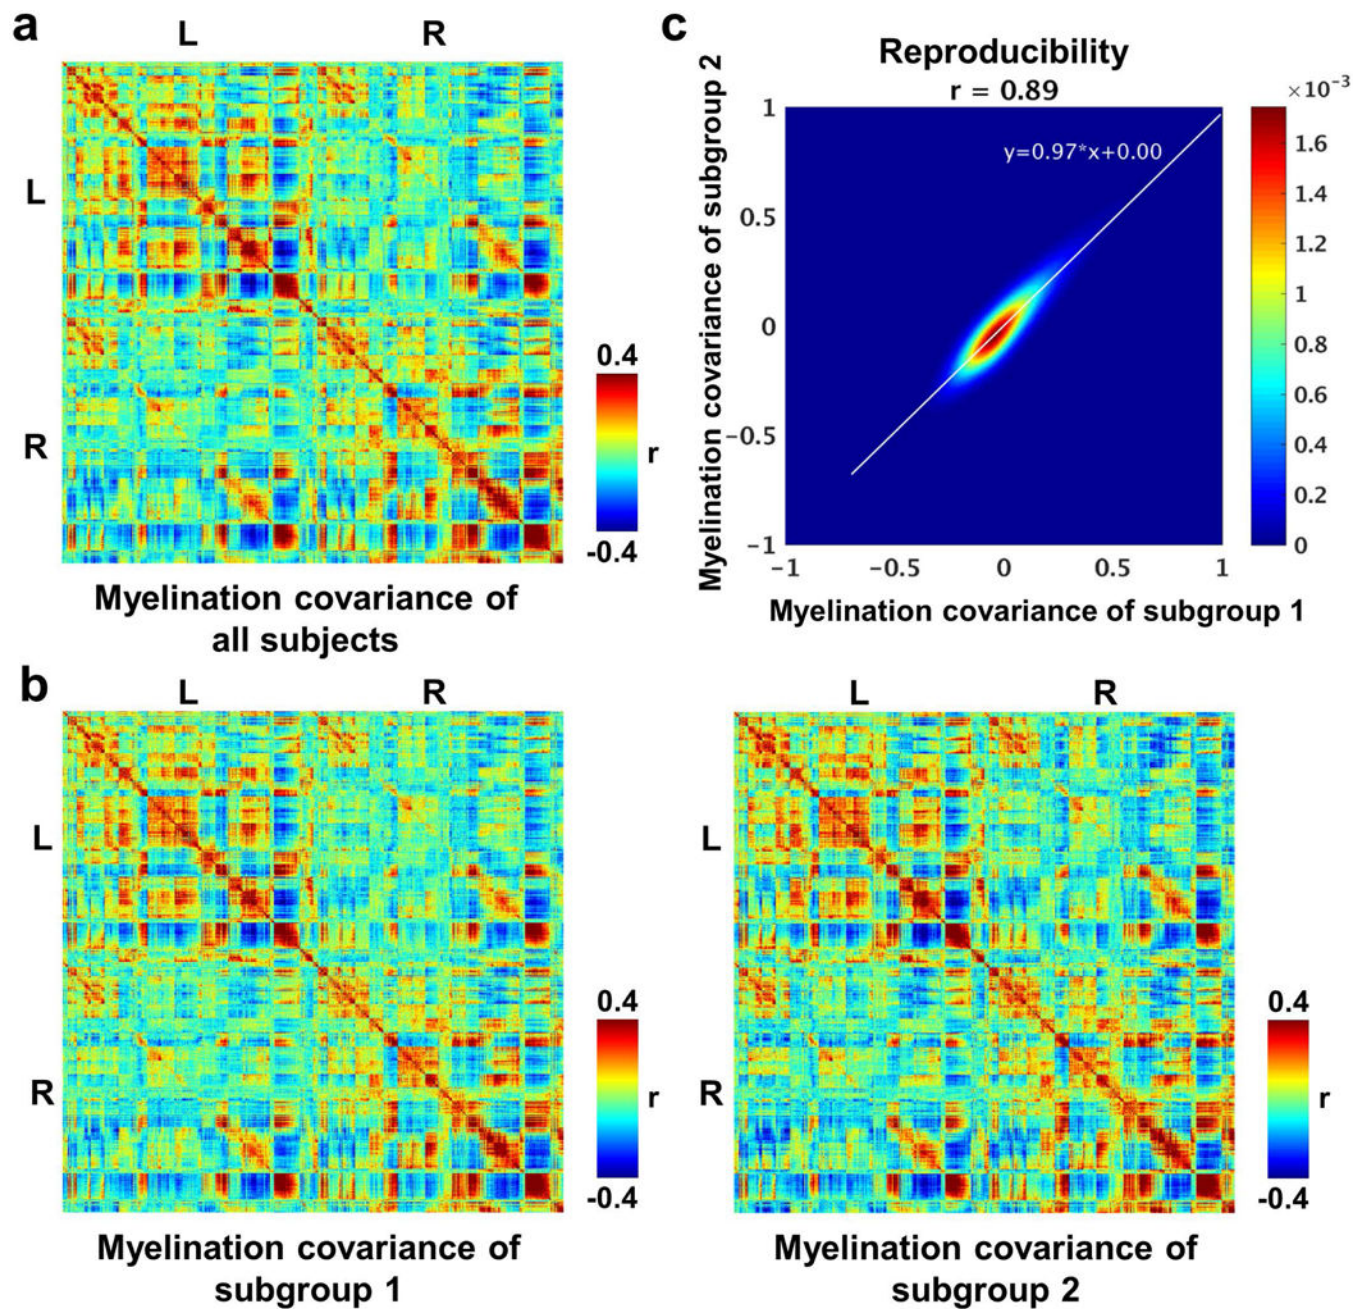 a
L
R
L
R
0.4
r
-0.4
Myelination covariance of
all subjects
c
Reproducibility
r = 0.89
×10⁻³
y=0.97*x+0.00
Myelination covariance of subgroup 2
1
0.5
0
−0.5
−1
−1
−0.5
0
0.5
1
1.6
1.4
1.2
1
0.8
0.6
0.4
0.2
0
Myelination covariance of subgroup 1
b
L
R
L
R
0.4
r
-0.4
Myelination covariance of
subgroup 1
L
R
L
R
0.4
r
-0.4
Myelination covariance of
subgroup 2